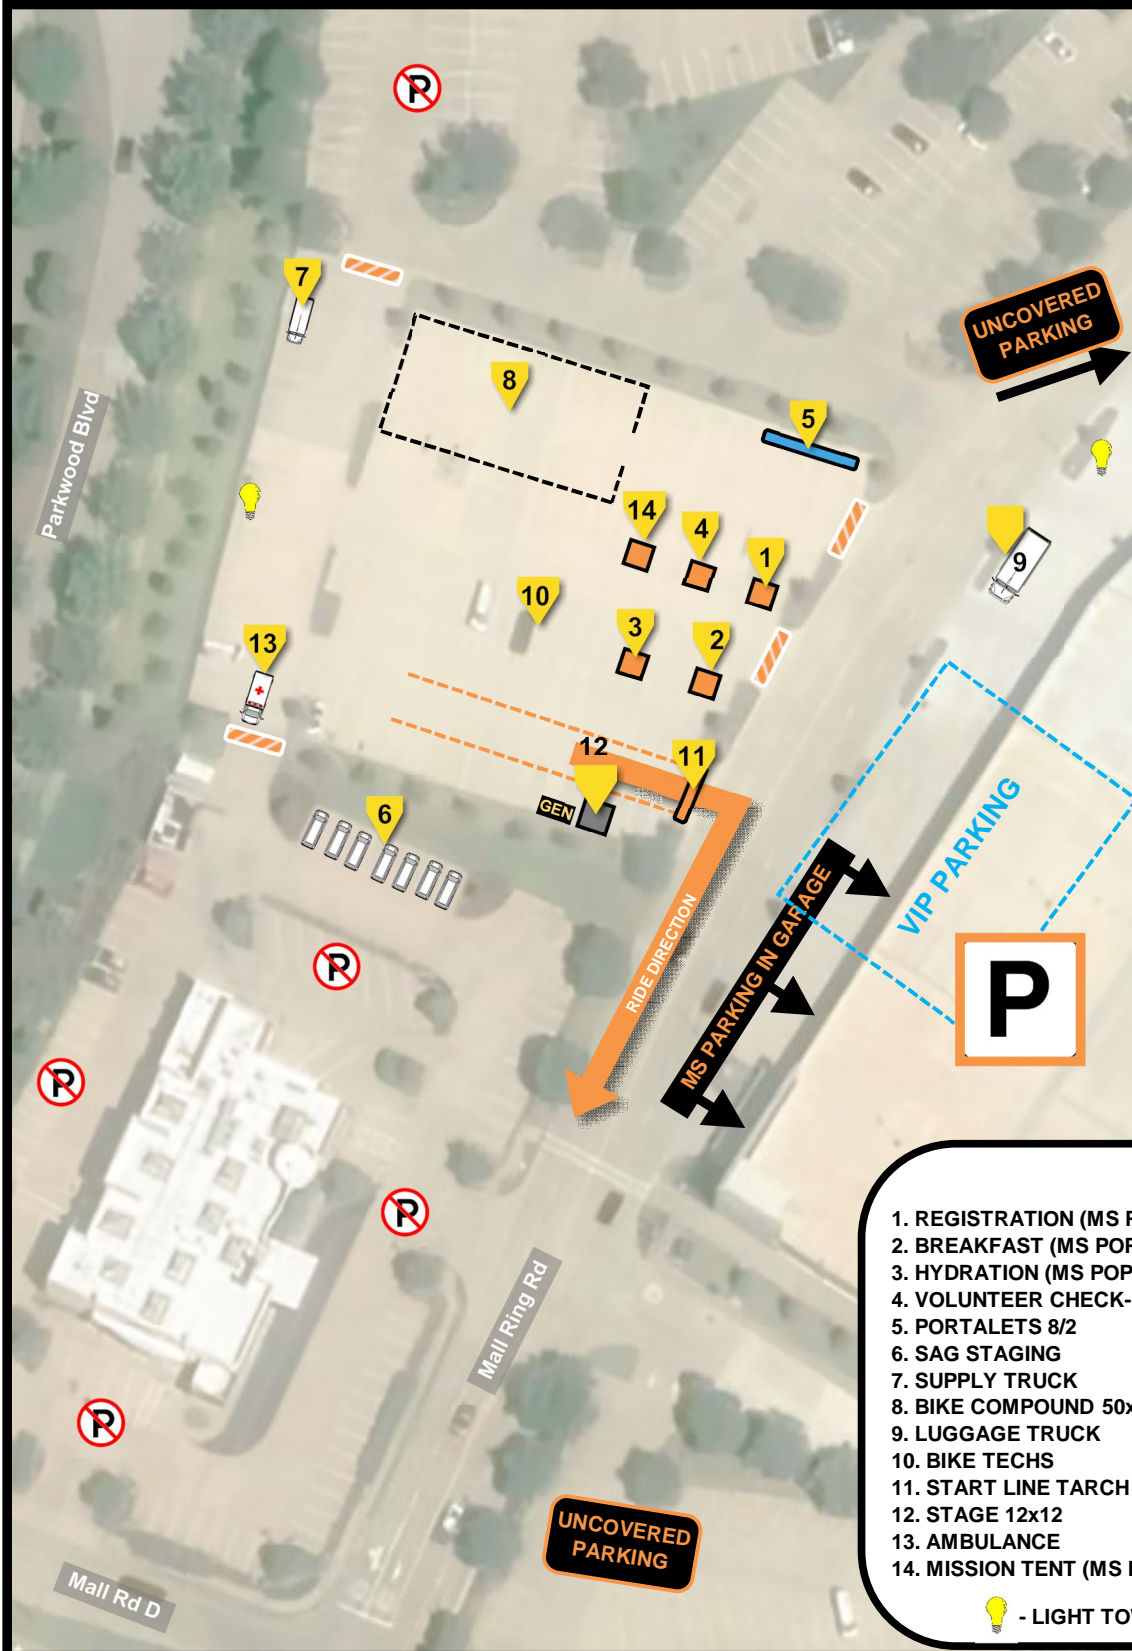 P
7
UNCOVERED
PARKING
8
5
Parkwood Blvd
14
4
1
9
10
3
2
13
12
11
GEN
6
VIP PARKING
MS PARKING IN GARAGE
RIDE DIRECTION
P
P
P
P
Mall Ring Rd
P
UNCOVERED
PARKING
Mall Rd D
1. REGISTRATION (MS
2. BREAKFAST (MS
3. HYDRATION (MS POP
4. VOLUNTEER CHECK-
5. PORTALETS 8/2
6. SAG STAGING
7. SUPPLY TRUCK
8. BIKE COMPOUND 50x
9. LUGGAGE TRUCK
10. BIKE TECHS
11. START LINE TARCH
12. STAGE 12x12
13. AMBULANCE
14. MISSION TENT (MS
- LIGHT